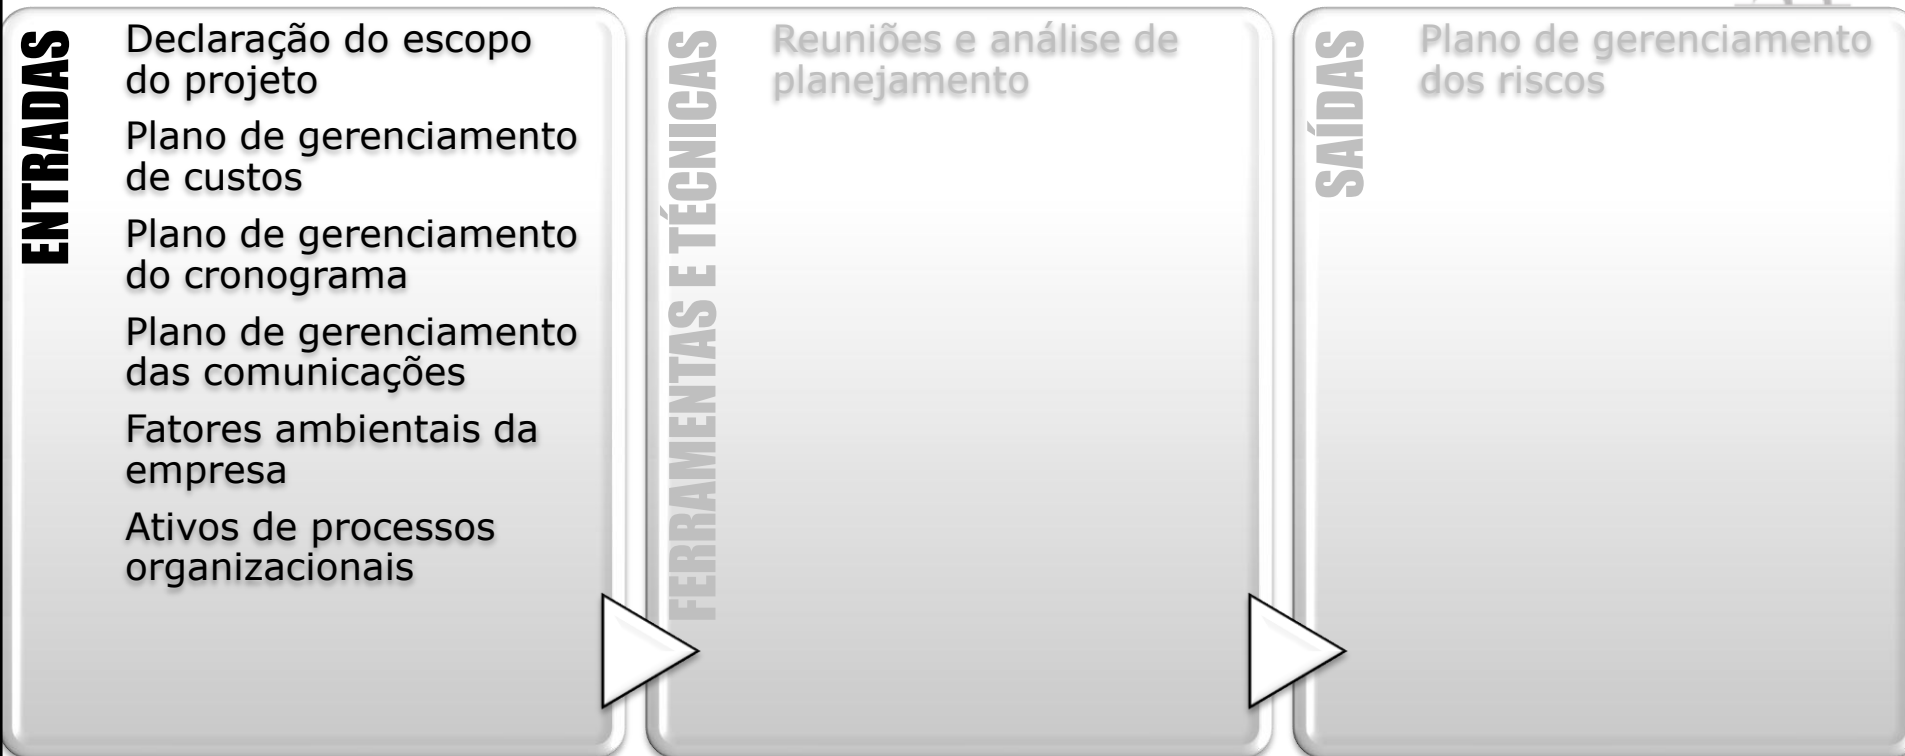 ENTRADAS
Declaração do escopo
do projeto
Plano de gerenciamento
de custos
Plano de gerenciamento
do cronograma
Plano de gerenciamento
das comunicações
Fatores ambientais da
empresa
Ativos de processos
organizacionais
FERRAMENTAS E TÉCNICAS
Reuniões e análise de
planejamento
SAÍDAS
Plano de gerenciamento
dos riscos